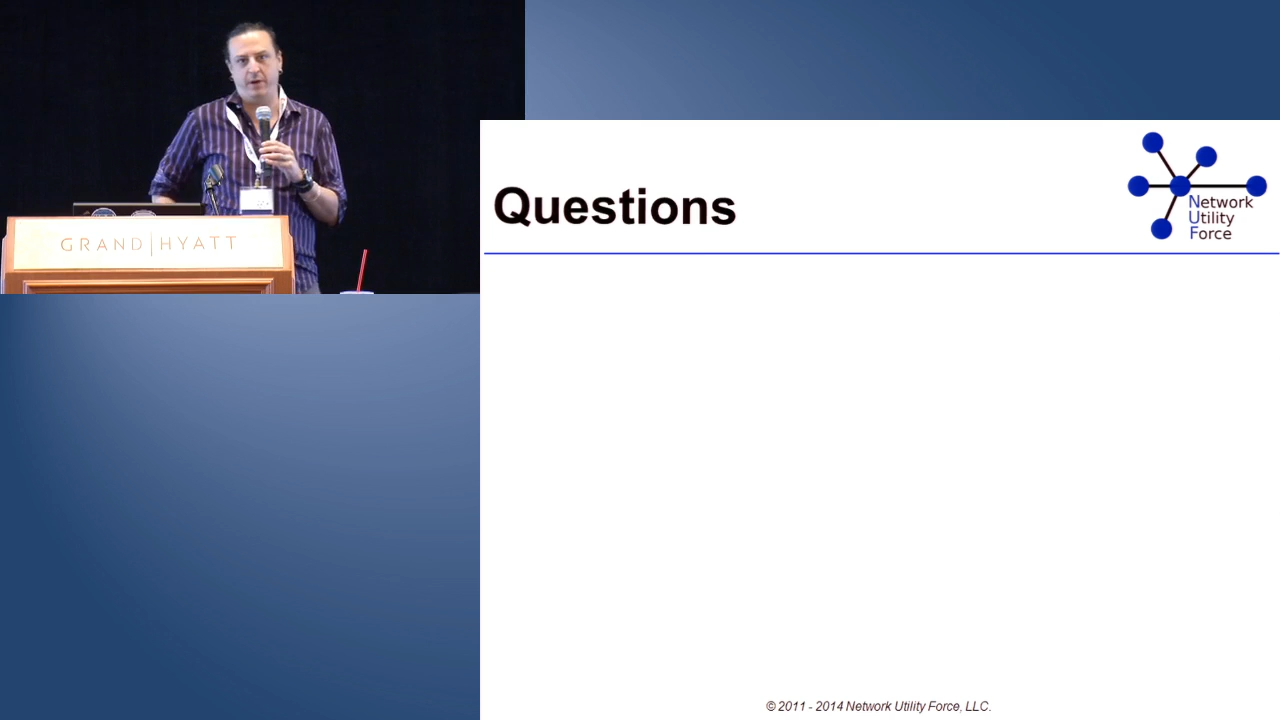 GRAND|HYATT
Questions
Network
Utility
Force
© 2011 - 2014 Network Utility Force, LLC.